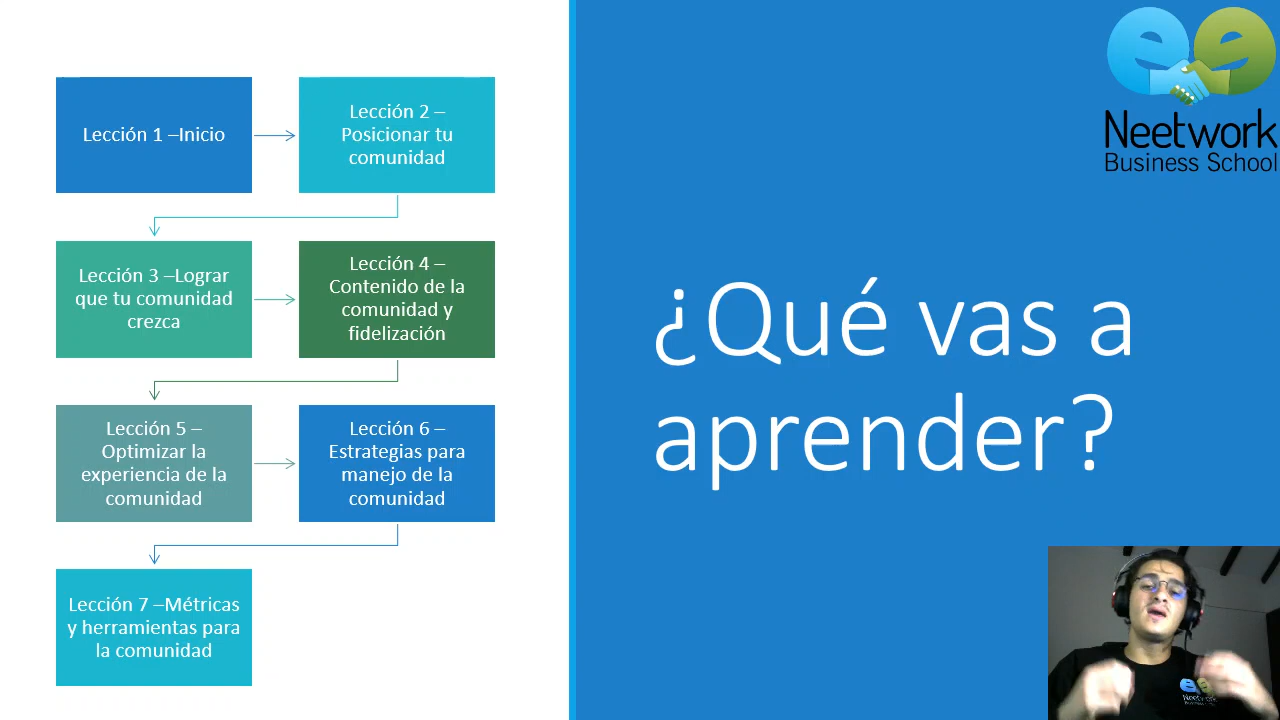 Lección 1 –Inicio
Lección 2 –
Posicionar tu
comunidad
Lección 3 –Lograr
que tu comunidad
crezca
Lección 4 –
Contenido de la
comunidad y
fidelización
Lección 5 –
Optimizar la
experiencia de la
comunidad
Lección 6 –
Estrategias para
manejo de la
comunidad
Lección 7 –Métricas
y herramientas para
la comunidad
¿Qué vas a
aprender?
Neetwork
Business School
Neetwork